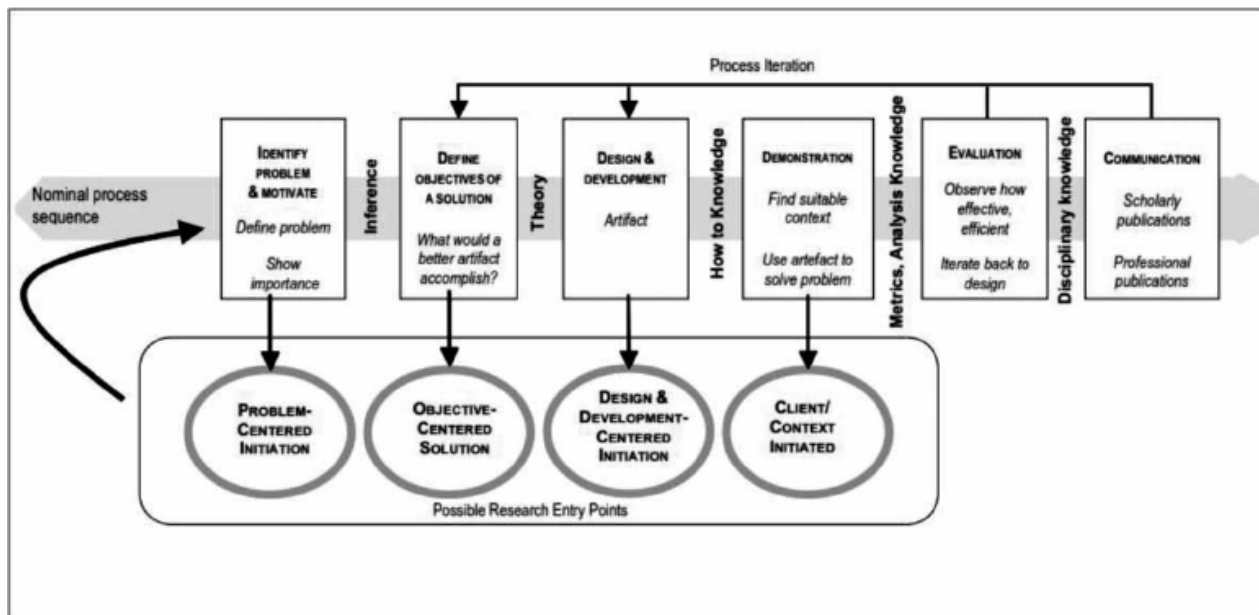 Process Iteration
Nominal process
sequence
IDENTIFY
PROBLEM
& MOTIVATE
Define problem
Show
importance
Inference
DEFINE
OBJECTIVES OF
A SOLUTION
What would a
better artifact
accomplish?
Theory
DESIGN &
DEVELOPMENT
Artifact
How to Knowledge
DEMONSTRATION
Find suitable
context
Use artefact to
solve problem
Metrics, Analysis Knowledge
EVALUATION
Observe how
effective,
efficient
Iterate back to
design
Disciplinary knowledge
COMMUNICATION
Scholarly
publications
Professional
publications
PROBLEM-
CENTERED
INITIATION
OBJECTIVE-
CENTERED
SOLUTION
DESIGN &
DEVELOPMENT-
CENTERED
INITIATION
CLIENT/
CONTEXT
INITIATED
Possible Research Entry Points